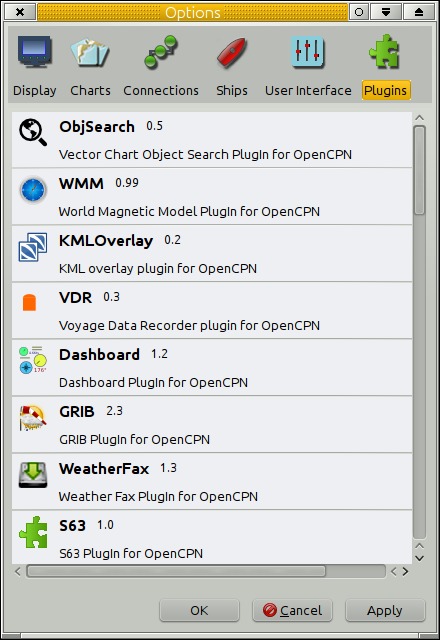 Options
Display Charts Connections Ships User Interface Plugins
ObjSearch 0.5
Vector Chart Object Search PlugIn for OpenCPN
WMM 0.99
World Magnetic Model PlugIn for OpenCPN
KMLOverlay 0.2
KML overlay plugin for OpenCPN
VDR 0.3
Voyage Data Recorder plugin for OpenCPN
Dashboard 1.2
Dashboard PlugIn for OpenCPN
GRIB 2.3
GRIB PlugIn for OpenCPN
WeatherFax 1.3
Weather Fax PlugIn for OpenCPN
S63 1.0
S63 PlugIn for OpenCPN
OK Cancel Apply